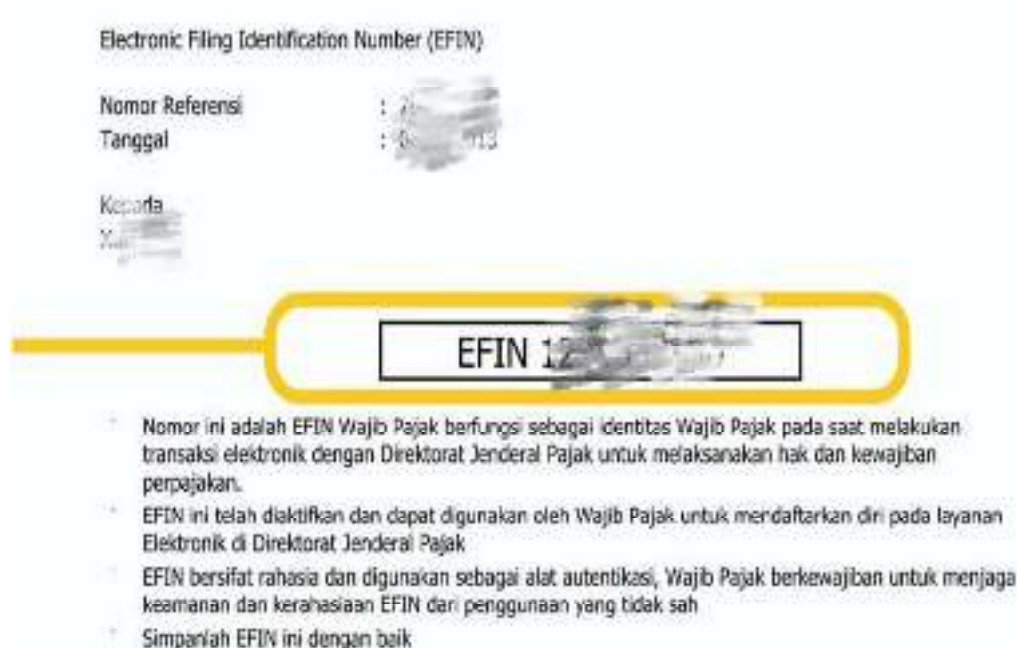 Electronic Filing Identification Number (EFIN)
Nomor Referensi :
Tanggal :
Kepada
EFIN 12
Nomor ini adalah EFIN Wajib Pajak berfungsi sebagai identitas Wajib Pajak pada saat melakukan
transaksi elektronik dengan Direktorat Jenderal Pajak untuk melaksanakan hak dan kewajiban
perpajakan.
EFIN ini telah diaktifkan dan dapat digunakan oleh Wajib Pajak untuk mendaftarkan diri pada layanan
Elektronik di Direktorat Jenderal Pajak
EFIN bersifat rahasia dan digunakan sebagai alat autentikasi, Wajib Pajak berkewajiban untuk menjaga
keamanan dan kerahasiaan EFIN dari penggunaan yang tidak sah
Simpanlah EFIN ini dengan baik